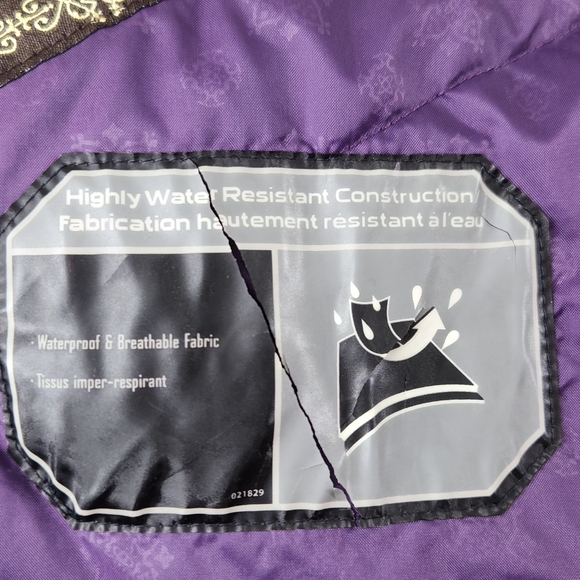 Highly Water Resistant Construction
Fabrication hautement résistant à l'eau
· Waterproof & Breathable Fabric
· Tissus imper-respirant
021829